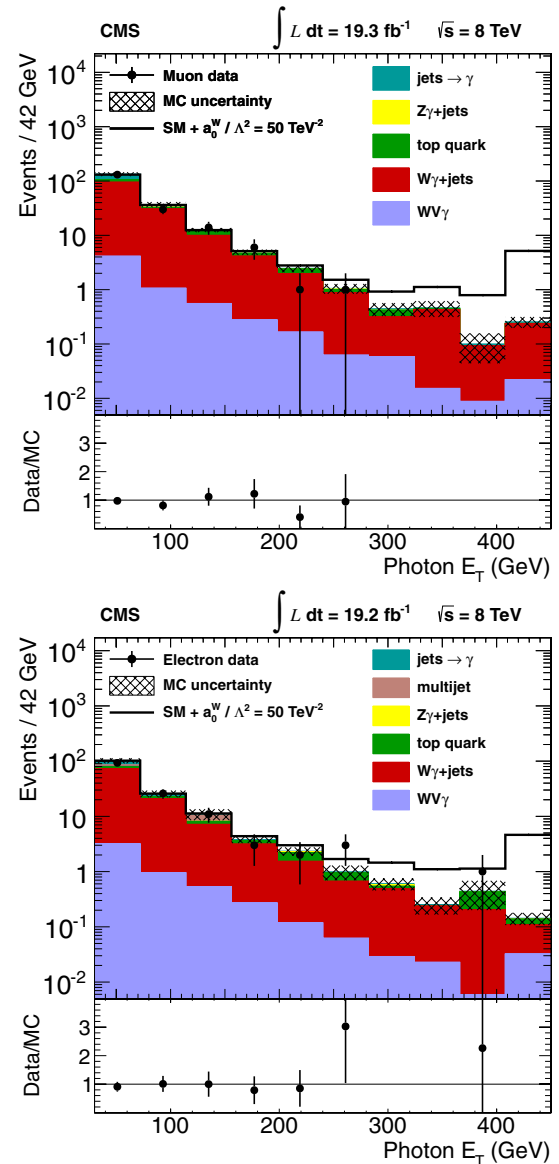 CMS ∫ L dt = 19.3 fb⁻¹ √s = 8 TeV
Events / 42 GeV
10⁴
10³
10²
10
1
10⁻¹
10⁻²
Muon data
MC uncertainty
SM + a₀ᵂ / Λ² = 50 TeV⁻²
jets → γ
Zγ+jets
top quark
Wγ+jets
WVγ
Data/MC
3
2
1
100 200 300 400
Photon E_T (GeV)
CMS ∫ L dt = 19.2 fb⁻¹ √s = 8 TeV
Events / 42 GeV
10⁴
10³
10²
10
1
10⁻¹
10⁻²
Electron data
MC uncertainty
SM + a₀ᵂ / Λ² = 50 TeV⁻²
jets → γ
multijet
Zγ+jets
top quark
Wγ+jets
WVγ
Data/MC
3
2
1
100 200 300 400
Photon E_T (GeV)